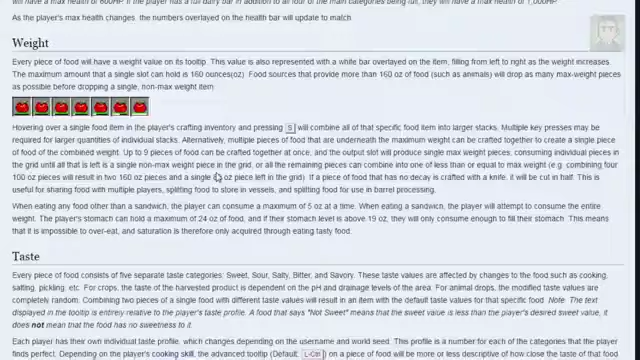 will have a max health of 600HP. If the player has a full dairy bar in addition to all four of the main categories being full, they will have a max health of 1,000HP.
As the player's max health changes, the numbers overlayed on the health bar will update to match
Weight
Every piece of food will have a weight value on its tooltip. This value is also represented with a white bar overlayed on the item, filling from left to right as the weight increases.
The maximum amount that a single slot can hold is 160 ounces(oz). Food sources that provide more than 160 oz of food (such as animals) will drop as many max-weight pieces
as possible before dropping a single, non-max weight item
Hovering over a single food item in the player's crafting inventory and pressing S will combine all of that specific food item into larger stacks. Multiple key presses may be
required for larger quantities of individual stacks. Alternatively, multiple pieces of food that are underneath the maximum weight can be crafted together to create a single piece
of food of the combined weight. Up to 9 pieces of food can be crafted together at once, and the output slot will produce single max-weight pieces, consuming individual pieces in
the grid until all that is left is a single non-max weight piece in the grid, or all the remaining pieces can combine into one of less than or equal to max weight (e.g. combining four
100 oz pieces will result in two 160 oz pieces and a single oz piece left in the grid). If a piece of food that has no decay is crafted with a knife, it will be cut in half. This is
useful for sharing food with multiple players, splitting food to store in vessels, and splitting food for use in barrel processing.
When eating any food other than a sandwich, the player can consume a maximum of 5 oz at a time. When eating a sandwich, the player will attempt to consume the entire
weight. The player's stomach can hold a maximum of 24 oz of food, and if their stomach level is above 19 oz, they will only consume enough to fill their stomach. This means
that it is impossible to over-eat, and saturation is therefore only acquired through eating tasty food.
Taste
Every piece of food consists of five separate taste categories: Sweet, Sour, Salty, Bitter, and Savory. These taste values are affected by changes to the food such as cooking,
salting, pickling, etc. For crops, the taste of the harvested product is dependent on the pH and drainage levels of the area. For animal drops, the modified taste values are
completely random. Combining two pieces of a single food with different taste values will result in an item with the default taste values for that specific food. Note: The text
displayed in the tooltip is entirely relative to the player's taste profile. A food that says "Not Sweet" means that the sweet value is less than the player's desired sweet value, it
does not mean that the food has no sweetness to it.
Each player has their own individual taste profile, which changes depending on the username and world seed. This profile is a number for each of the categories that the player
finds perfect. Depending on the player's cooking skill, the advanced tooltip (Default: L-Ctrl) on a piece of food will be more or less descriptive of how close the taste of that food